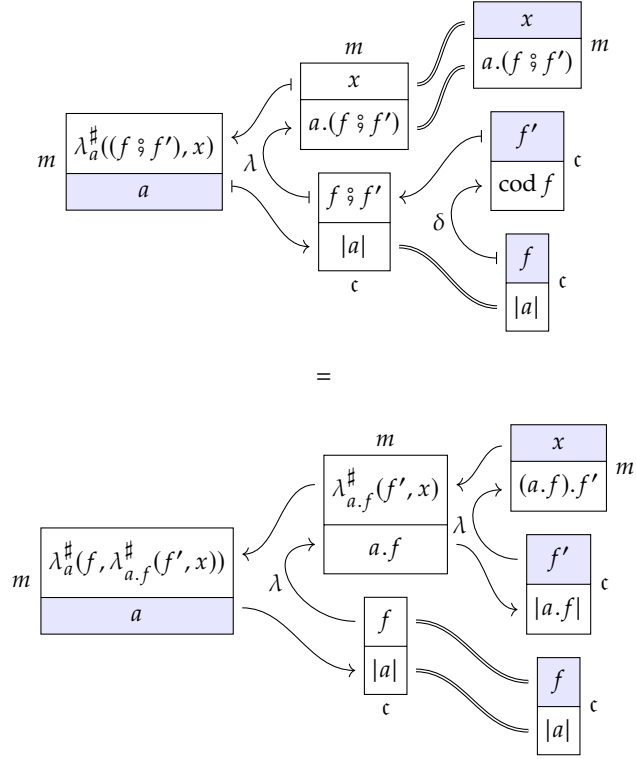 x
m
a.(f ⨟ f′)
m
x
a.(f ⨟ f′)
λ♯a((f ⨟ f′), x)
m
a
λ
f′
𝔠
cod f
f ⨟ f′
|a|
𝔠
δ
f
𝔠
|a|
=
m
x
m
(a.f).f′
λ♯a.f(f′, x)
a.f
λ
λ♯a(f, λ♯a.f(f′, x))
m
a
λ
f′
𝔠
|a.f|
f
|a|
𝔠
f
𝔠
|a|